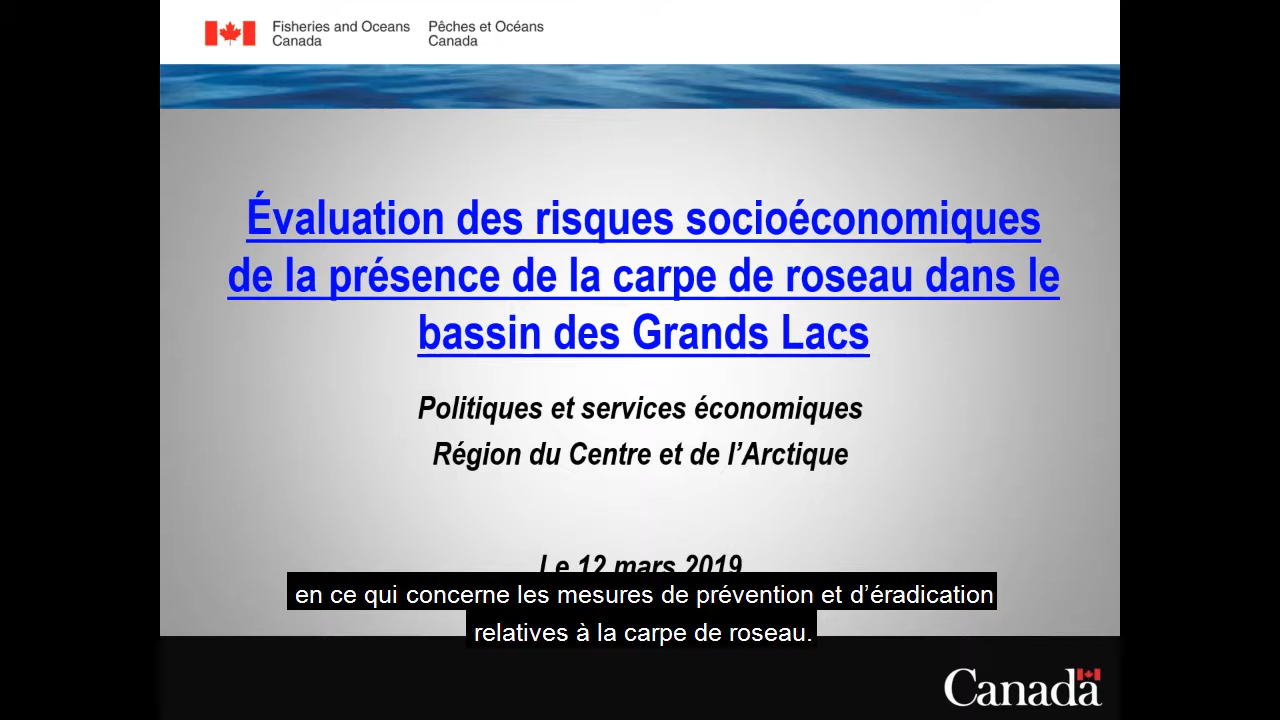 Fisheries and Oceans Pêches et Océans
Canada Canada
Évaluation des risques socioéconomiques
de la présence de la carpe de roseau dans le
bassin des Grands Lacs
Politiques et services économiques
Région du Centre et de l’Arctique
Le 12 mars 2019
en ce qui concerne les mesures de prévention et d’éradication
relatives à la carpe de roseau.
Canada